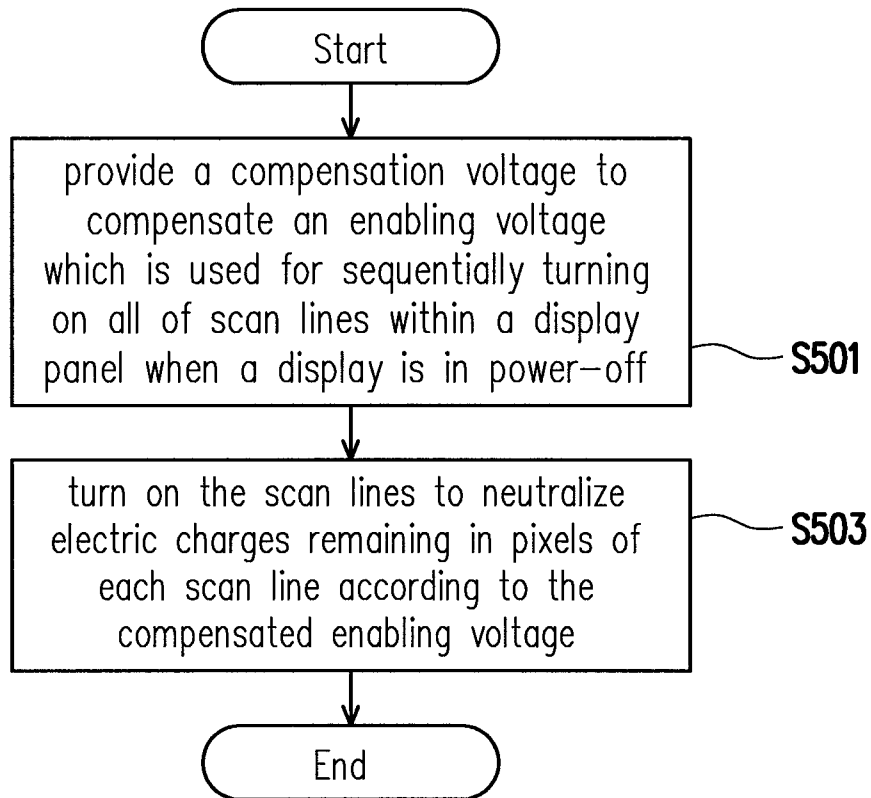 Start
provide a compensation voltage to
compensate an enabling voltage
which is used for sequentially turning
on all of scan lines within a display
panel when a display is in power-off
S501
turn on the scan lines to neutralize
electric charges remaining in pixels of
each scan line according to the
compensated enabling voltage
S503
End